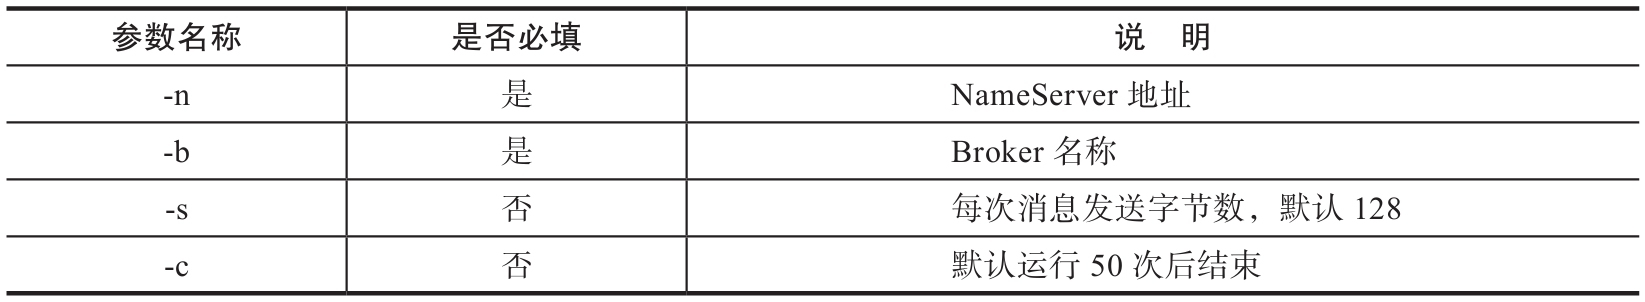 参数名称 是否必填 说 明
-n 是 NameServer 地址
-b 是 Broker 名称
-s 否 每次消息发送字节数，默认 128
-c 否 默认运行 50 次后结束